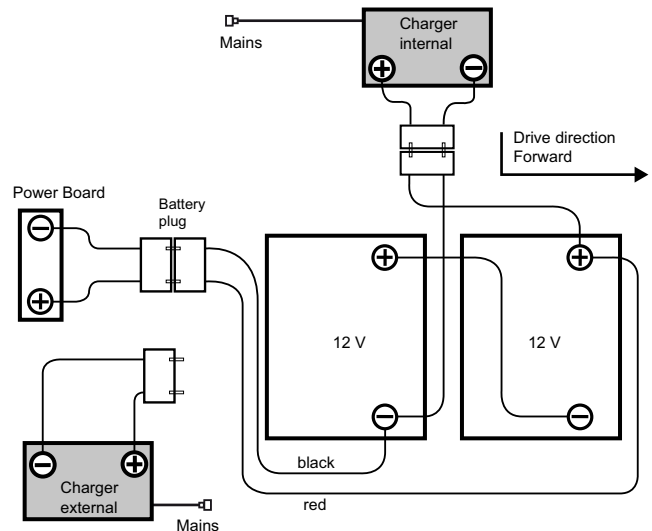 Charger
internal
Mains
+
−
Drive direction
Forward
Power Board
Battery
plug
−
+
+
+
12 V
12 V
−
−
−
+
black
Charger
external
red
Mains